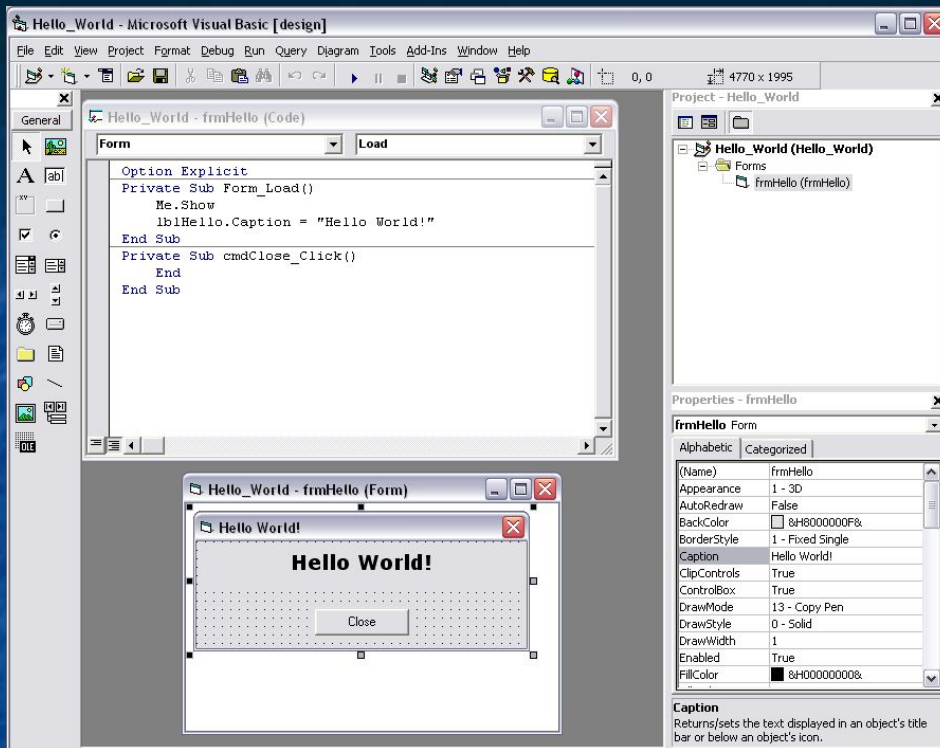 Hello_World - Microsoft Visual Basic [design]
File Edit View Project Format Debug Run Query Diagram Tools Add-Ins Window Help
0, 0 4770 x 1995
General
Hello_World - frmHello (Code)
Form Load
Option Explicit
Private Sub Form_Load()
Me.Show
lblHello.Caption = "Hello World!"
End Sub
Private Sub cmdClose_Click()
End
End Sub
Hello_World - frmHello (Form)
Hello World!
Hello World!
Close
Project - Hello_World
Hello_World (Hello_World)
Forms
frmHello (frmHello)
Properties - frmHello
frmHello Form
Alphabetic Categorized
(Name) frmHello
Appearance 1 - 3D
AutoRedraw False
BackColor &H8000000F&
BorderStyle 1 - Fixed Single
Caption Hello World!
ClipControls True
ControlBox True
DrawMode 13 - Copy Pen
DrawStyle 0 - Solid
DrawWidth 1
Enabled True
FillColor &H00000000&
Caption
Returns/sets the text displayed in an object's title
bar or below an object's icon.
A
ab
xv
OLE